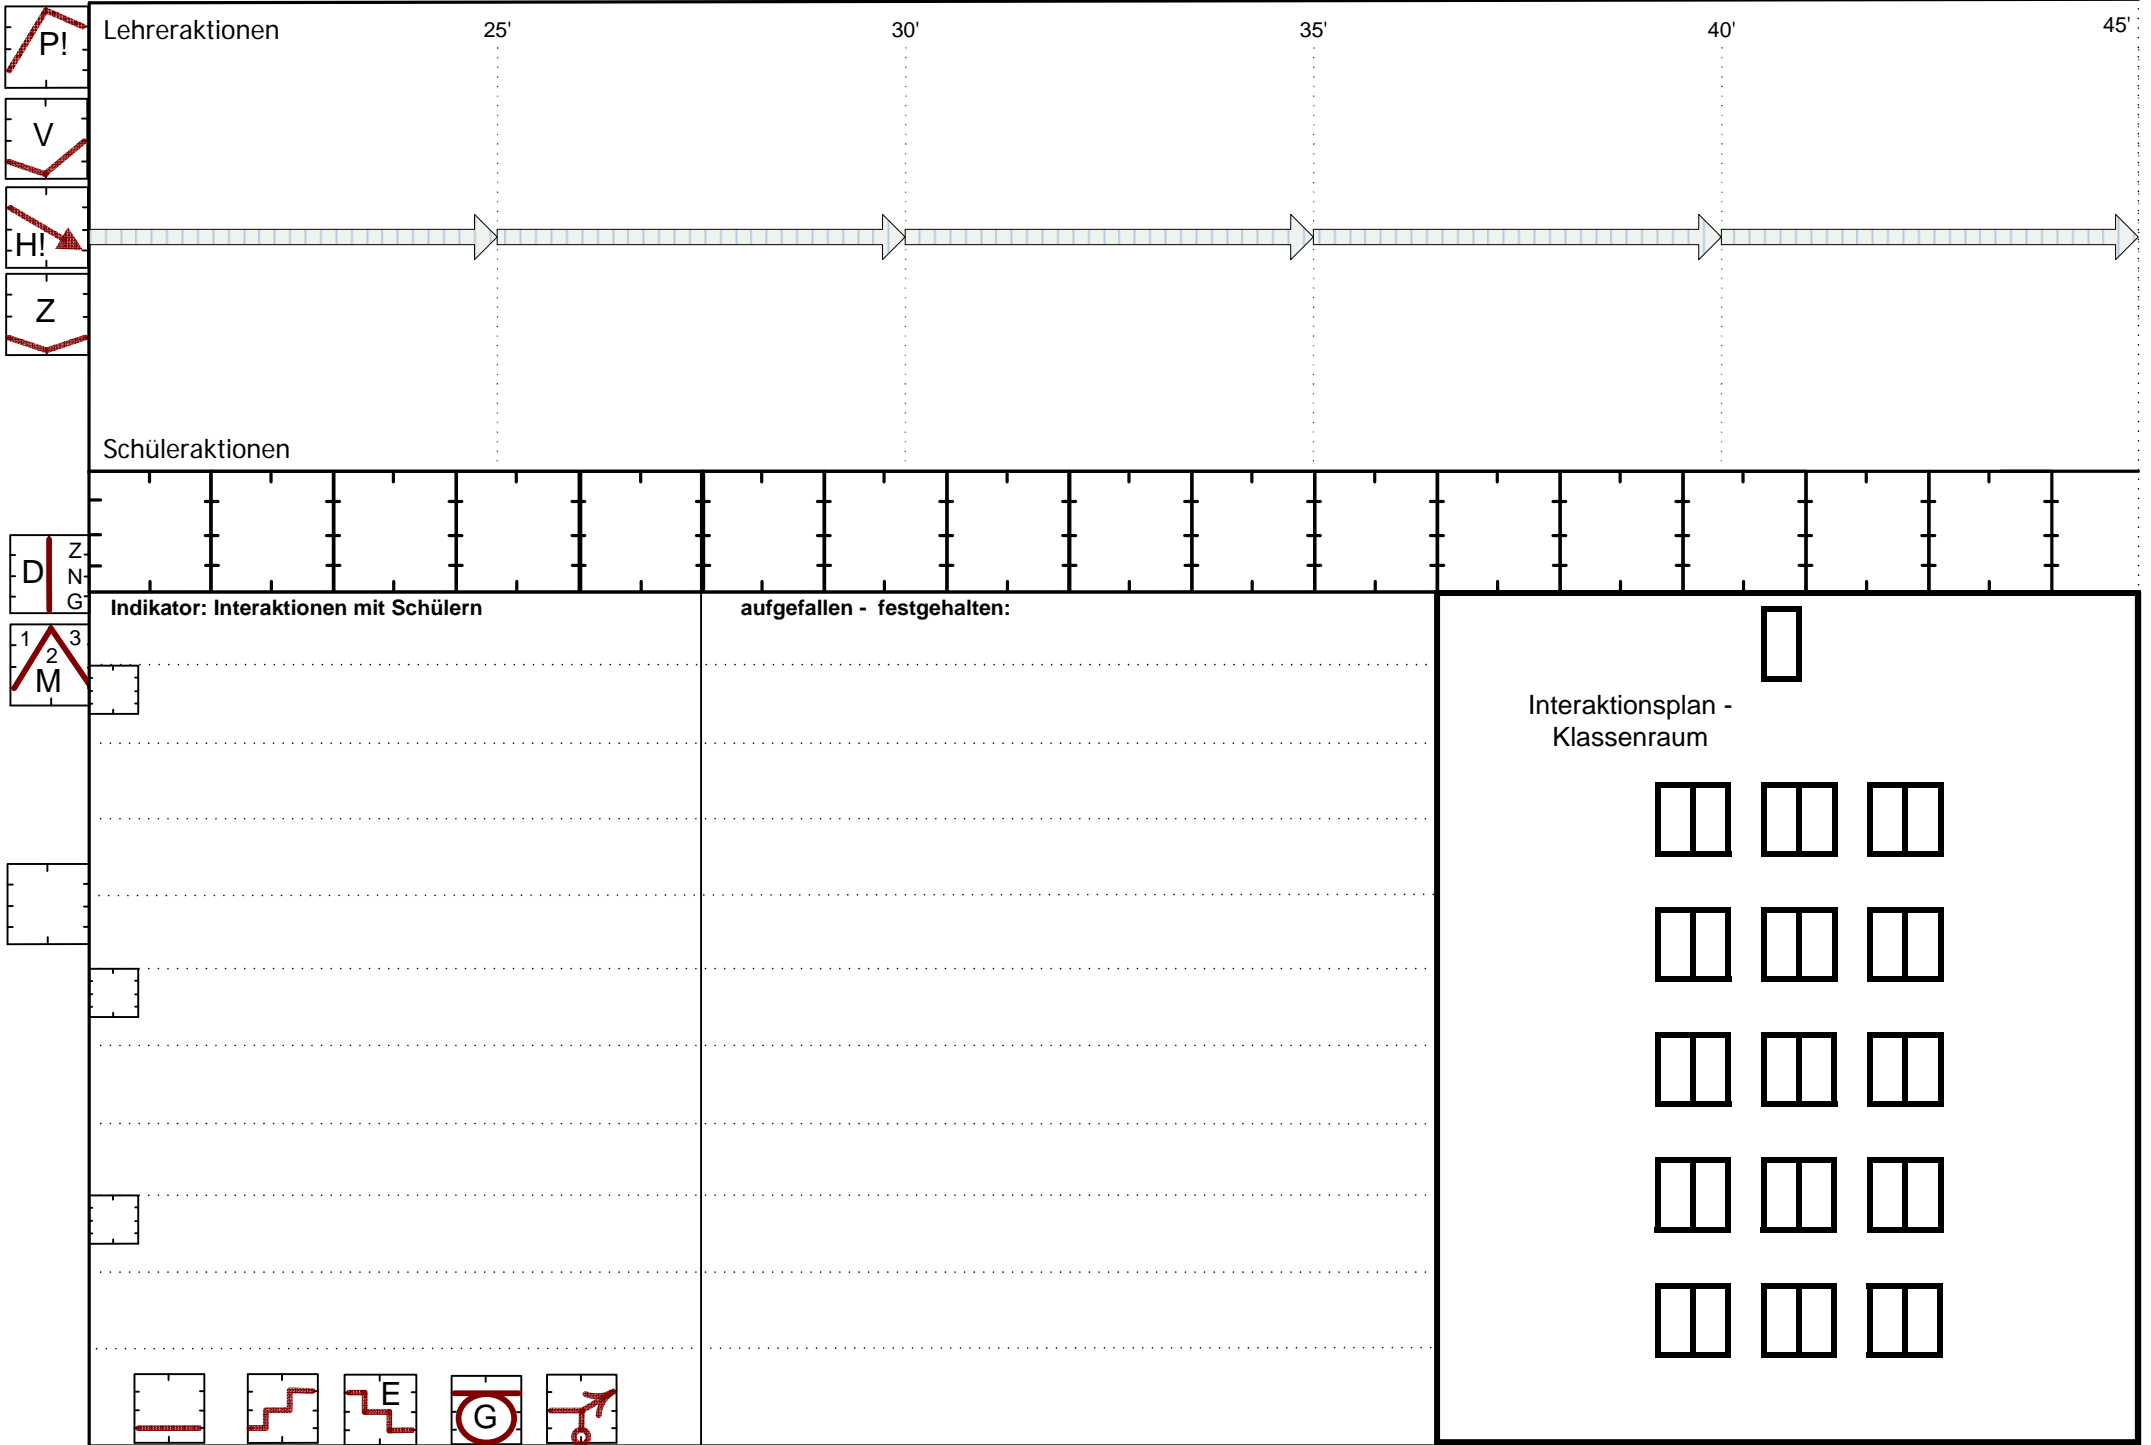 P!
V
H!
Z
Lehreraktionen 25' 30' 35' 40' 45'
Schüleraktionen
D Z
N
G
1 2 3
M
Indikator: Interaktionen mit Schülern
aufgefallen - festgehalten:
Interaktionsplan -
Klassenraum
E
G